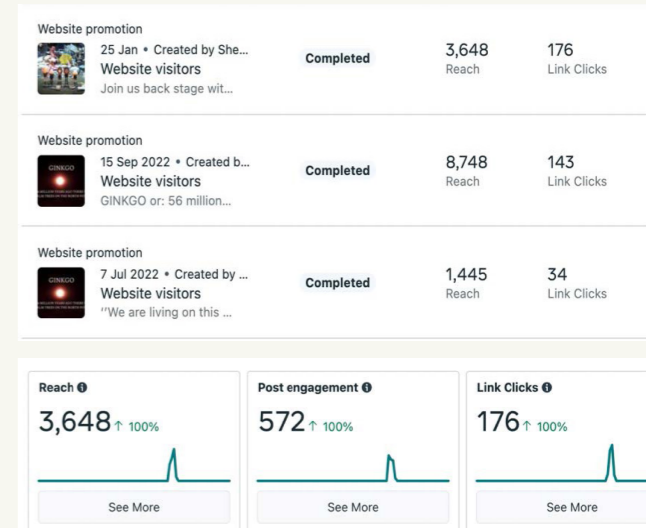 Website promotion
25 Jan • Created by She...
Website visitors
Join us back stage wit...
Completed
3,648
Reach
176
Link Clicks
Website promotion
15 Sep 2022 • Created b...
Website visitors
GINKGO or: 56 million...
Completed
8,748
Reach
143
Link Clicks
GINKGO
Website promotion
7 Jul 2022 • Created by ...
Website visitors
''We are living on this ...
Completed
1,445
Reach
34
Link Clicks
GINKGO
Reach
3,648↑ 100%
See More
Post engagement
572↑ 100%
See More
Link Clicks
176↑ 100%
See More